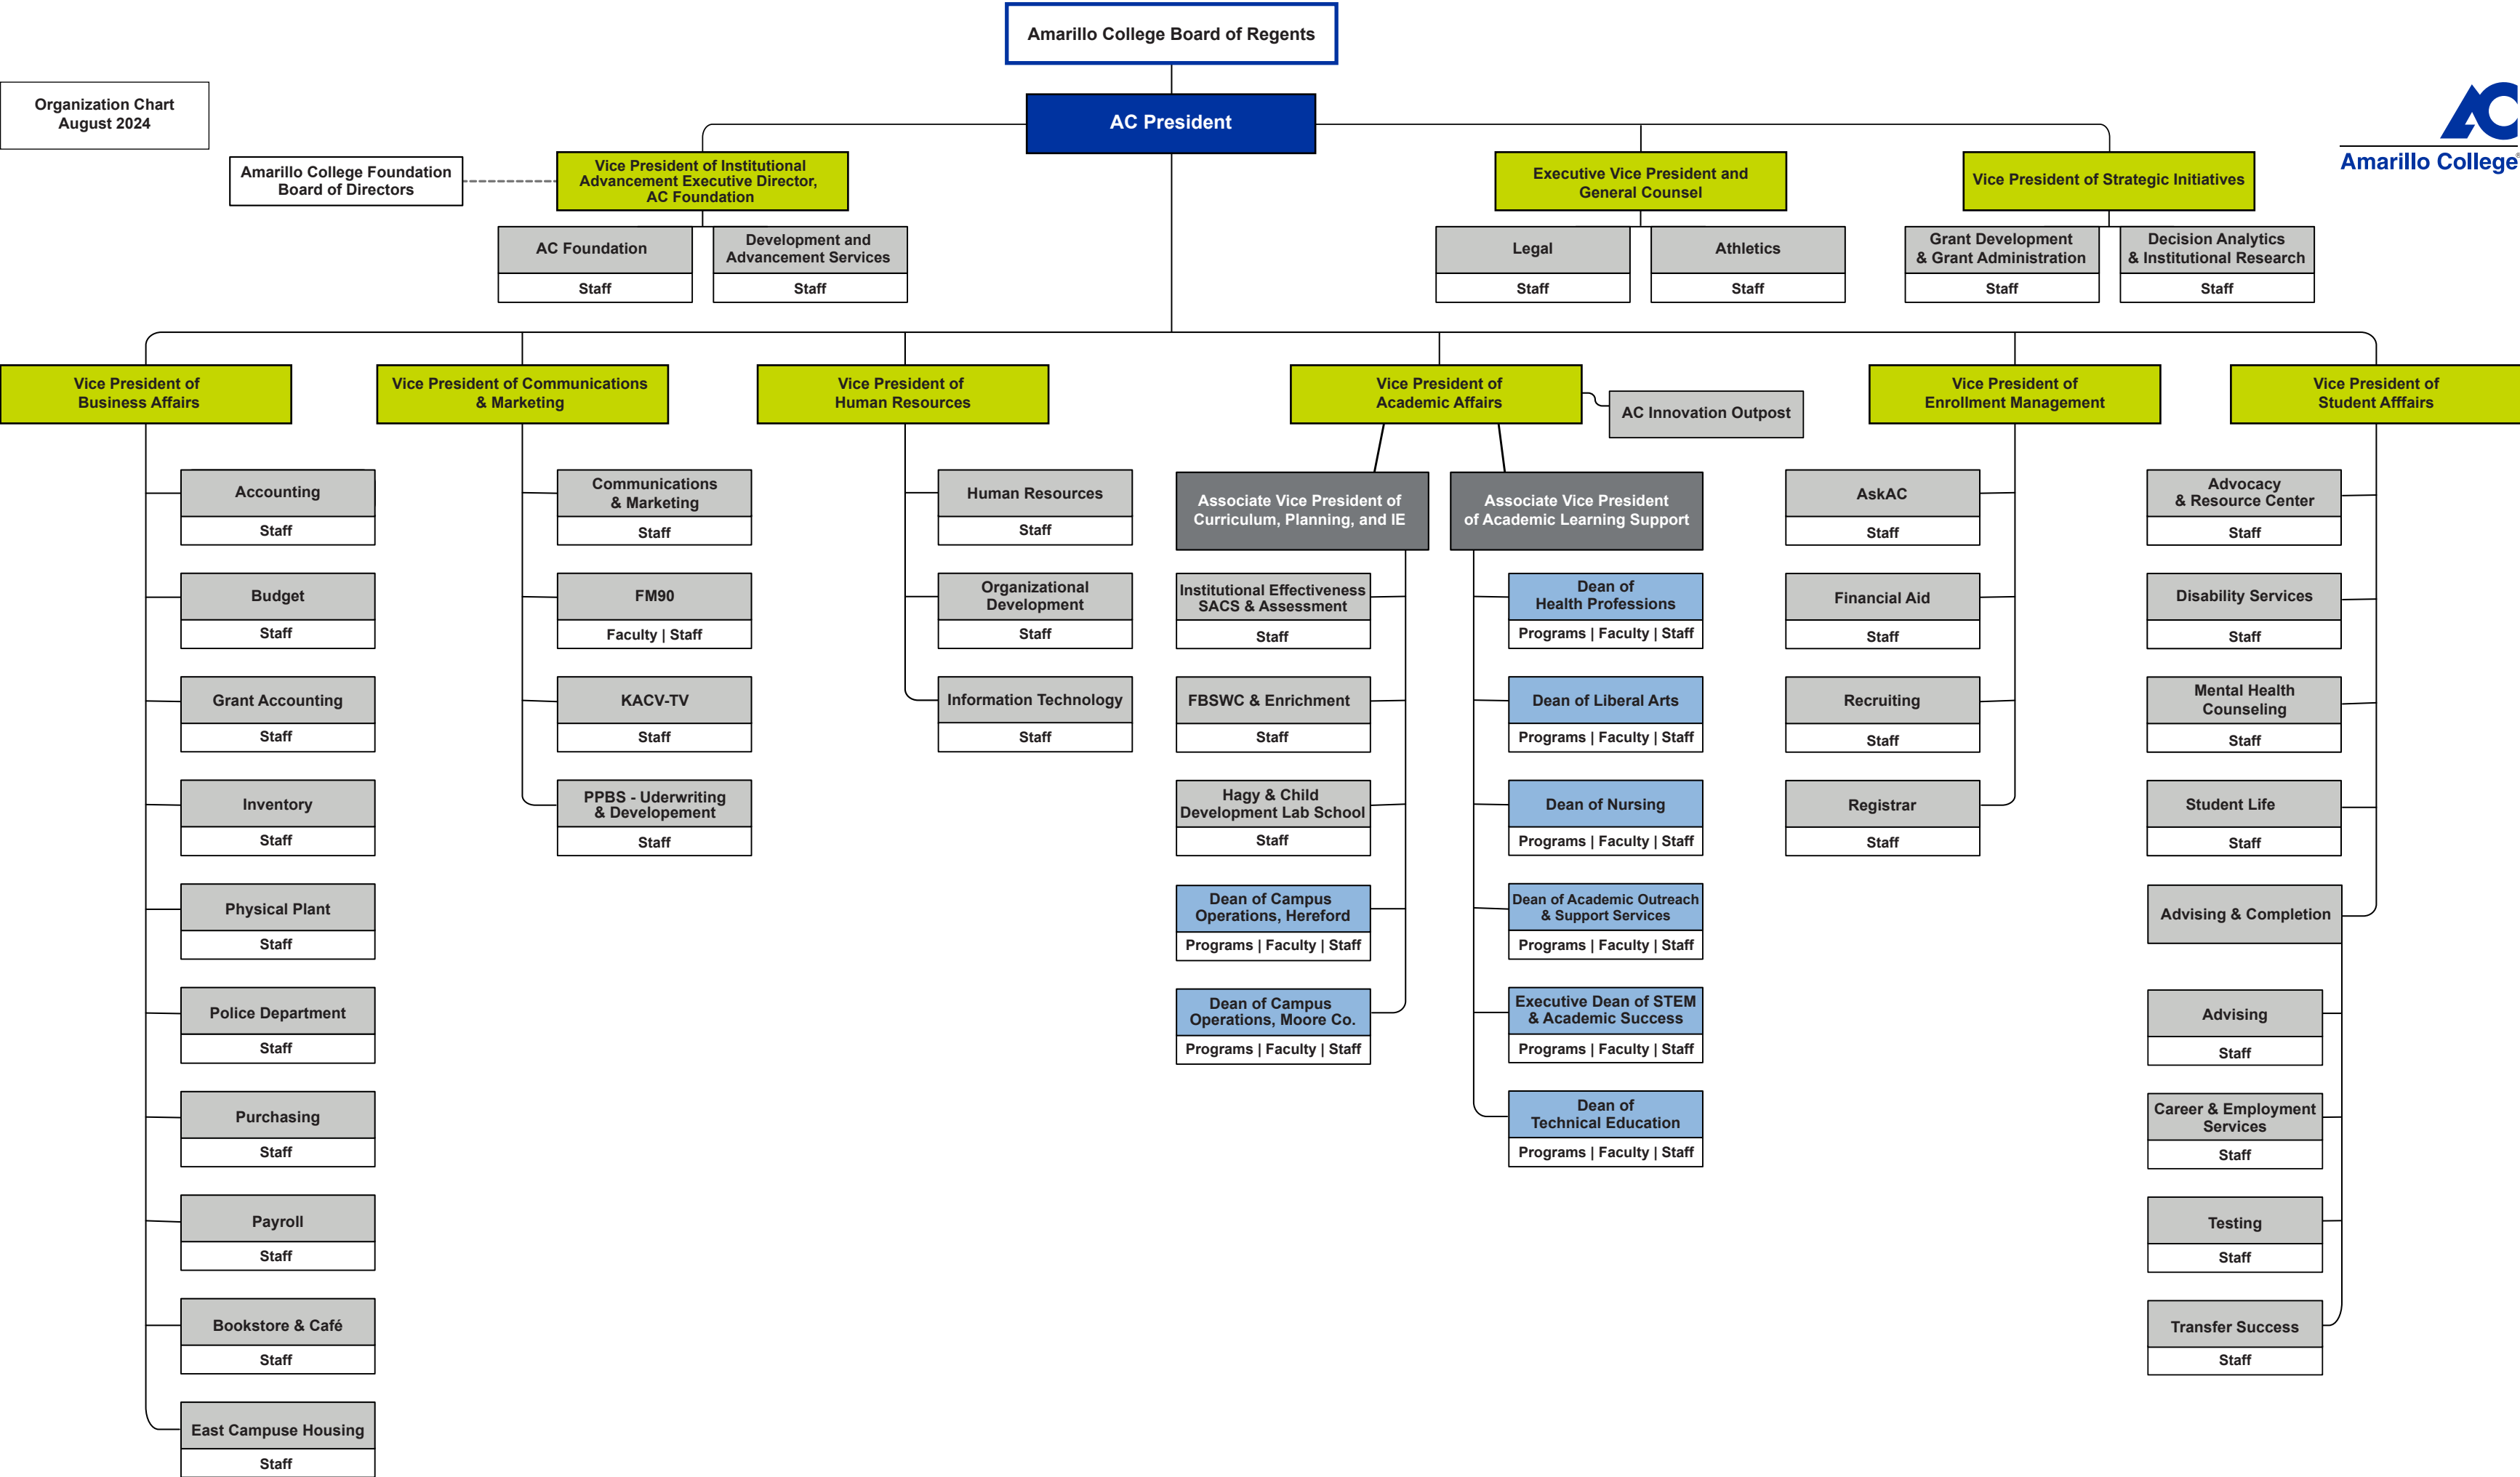 Amarillo College Board of Regents
Organization Chart
August 2024
AC President
AC
Amarillo College®
Amarillo College Foundation
Board of Directors
Vice President of Institutional
Advancement Executive Director,
AC Foundation
Executive Vice President and
General Counsel
Vice President of Strategic Initiatives
AC Foundation
Staff
Development and
Advancement Services
Staff
Legal
Staff
Athletics
Staff
Grant Development
& Grant Administration
Staff
Decision Analytics
& Institutional Research
Staff
Vice President of
Business Affairs
Accounting
Staff
Budget
Staff
Grant Accounting
Staff
Inventory
Staff
Physical Plant
Staff
Police Department
Staff
Purchasing
Staff
Payroll
Staff
Bookstore & Café
Staff
East Campuse Housing
Staff
Vice President of Communications
& Marketing
Communications
& Marketing
Staff
FM90
Faculty | Staff
KACV-TV
Staff
PPBS - Uderwriting
& Developement
Staff
Vice President of
Human Resources
Human Resources
Staff
Organizational
Development
Staff
Information Technology
Staff
Vice President of
Academic Affairs
AC Innovation Outpost
Associate Vice President of
Curriculum, Planning, and IE
Institutional Effectiveness
SACS & Assessment
Staff
FBSWC & Enrichment
Staff
Hagy & Child
Development Lab School
Staff
Dean of Campus
Operations, Hereford
Programs | Faculty | Staff
Dean of Campus
Operations, Moore Co.
Programs | Faculty | Staff
Associate Vice President
of Academic Learning Support
Dean of
Health Professions
Programs | Faculty | Staff
Dean of Liberal Arts
Programs | Faculty | Staff
Dean of Nursing
Programs | Faculty | Staff
Dean of Academic Outreach
& Support Services
Programs | Faculty | Staff
Executive Dean of STEM
& Academic Success
Programs | Faculty | Staff
Dean of
Technical Education
Programs | Faculty | Staff
Vice President of
Enrollment Management
AskAC
Staff
Financial Aid
Staff
Recruiting
Staff
Registrar
Staff
Vice President of
Student Afffairs
Advocacy
& Resource Center
Staff
Disability Services
Staff
Mental Health
Counseling
Staff
Student Life
Staff
Advising & Completion
Advising
Staff
Career & Employment
Services
Staff
Testing
Staff
Transfer Success
Staff